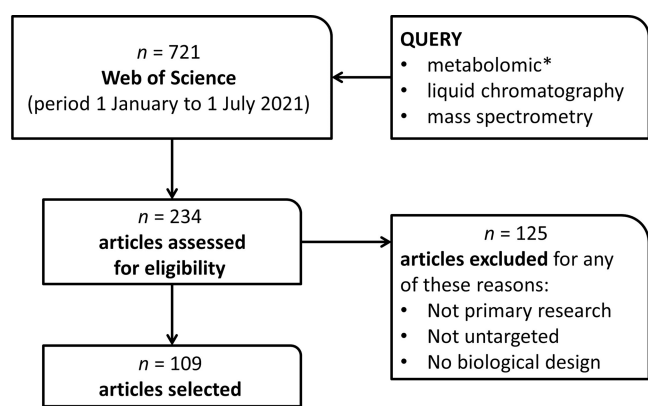 n = 721
Web of Science
(period 1 January to 1 July 2021)
QUERY
• metabolomic*
• liquid chromatography
• mass spectrometry
n = 234
articles assessed
for eligibility
n = 125
articles excluded for any
of these reasons:
• Not primary research
• Not untargeted
• No biological design
n = 109
articles selected